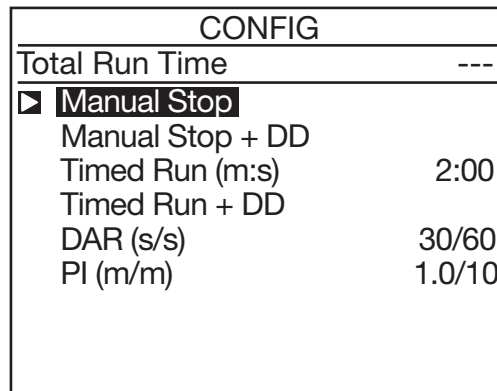 CONFIG
Total Run Time ---
Manual Stop
Manual Stop + DD
Timed Run (m:s) 2:00
Timed Run + DD
DAR (s/s) 30/60
PI (m/m) 1.0/10